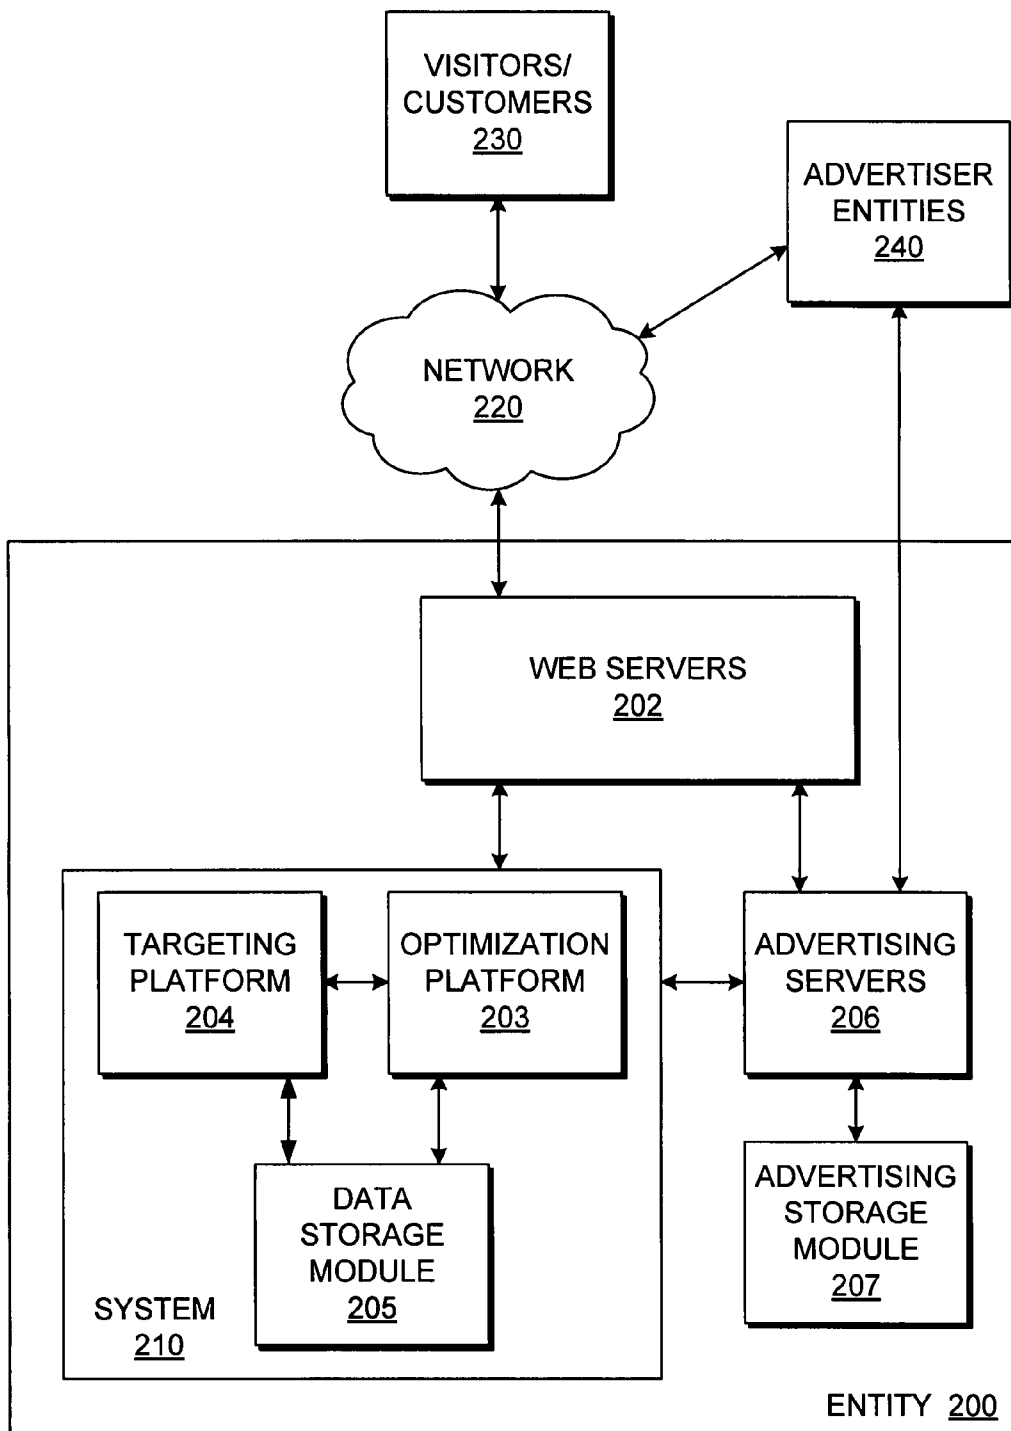 VISITORS/
CUSTOMERS
230
ADVERTISER
ENTITIES
240
NETWORK
220
WEB SERVERS
202
TARGETING
PLATFORM
204
OPTIMIZATION
PLATFORM
203
ADVERTISING
SERVERS
206
DATA
STORAGE
MODULE
205
ADVERTISING
STORAGE
MODULE
207
SYSTEM
210
ENTITY 200